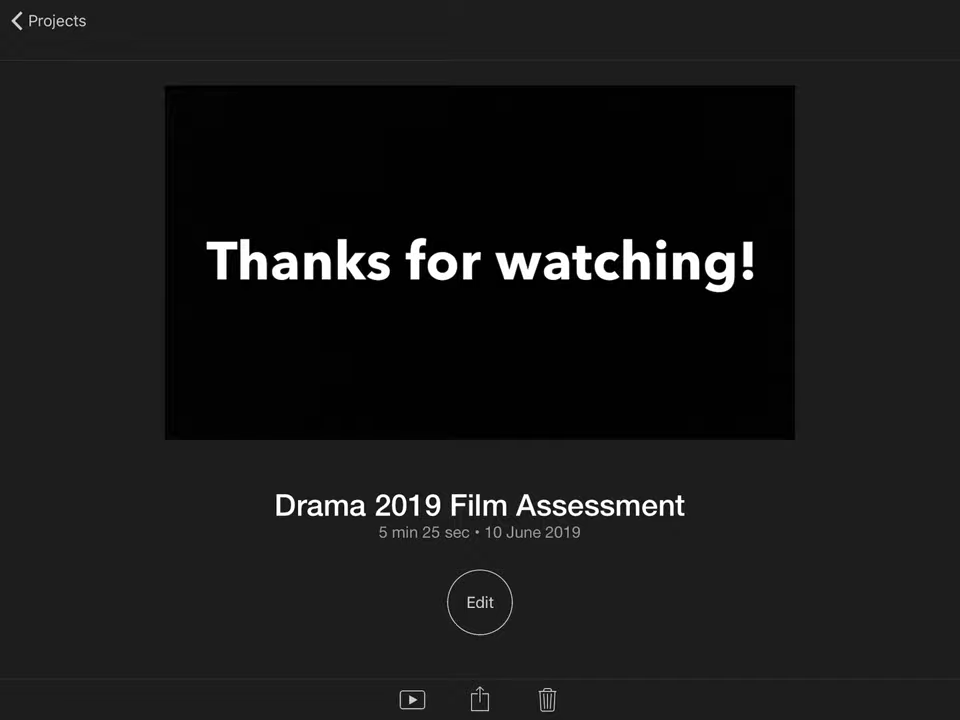 Projects
Thanks for watching!
Drama 2019 Film Assessment
5 min 25 sec • 10 June 2019
Edit